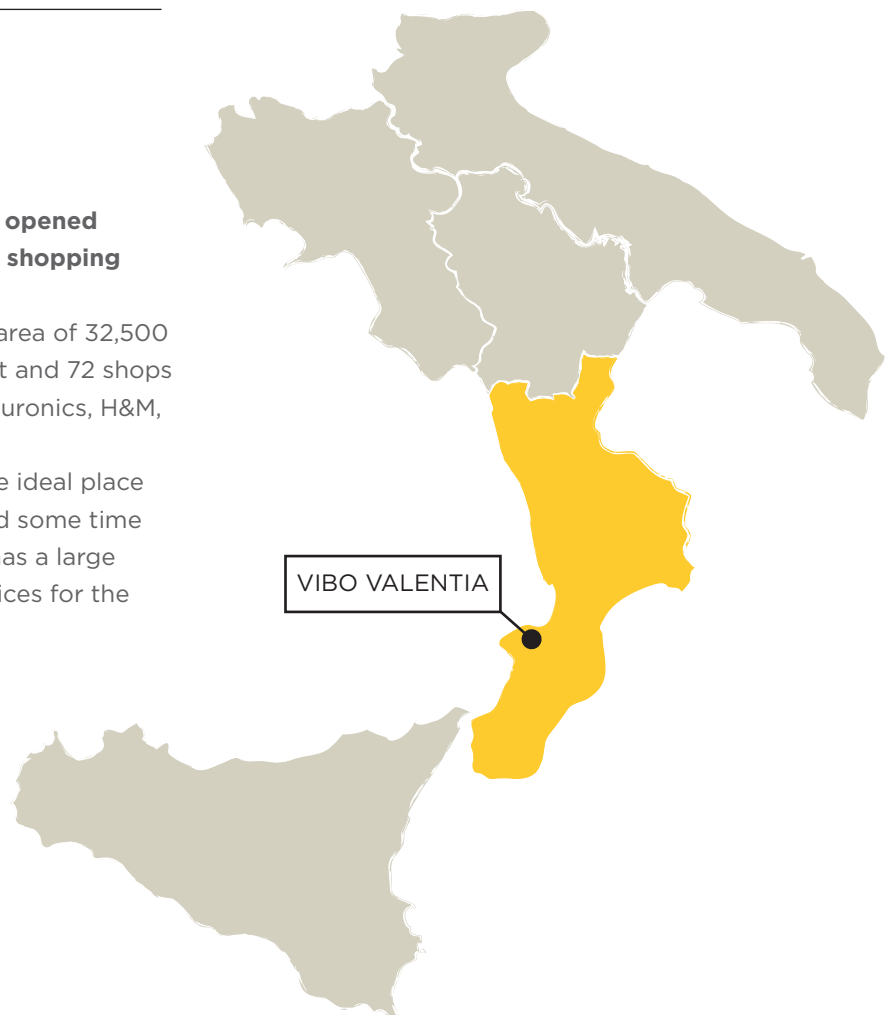 opened
shopping
area of 32,500
t and 72 shops
uronics, H&M,
e ideal place
d some time
as a large
ices for the
VIBO VALENTIA